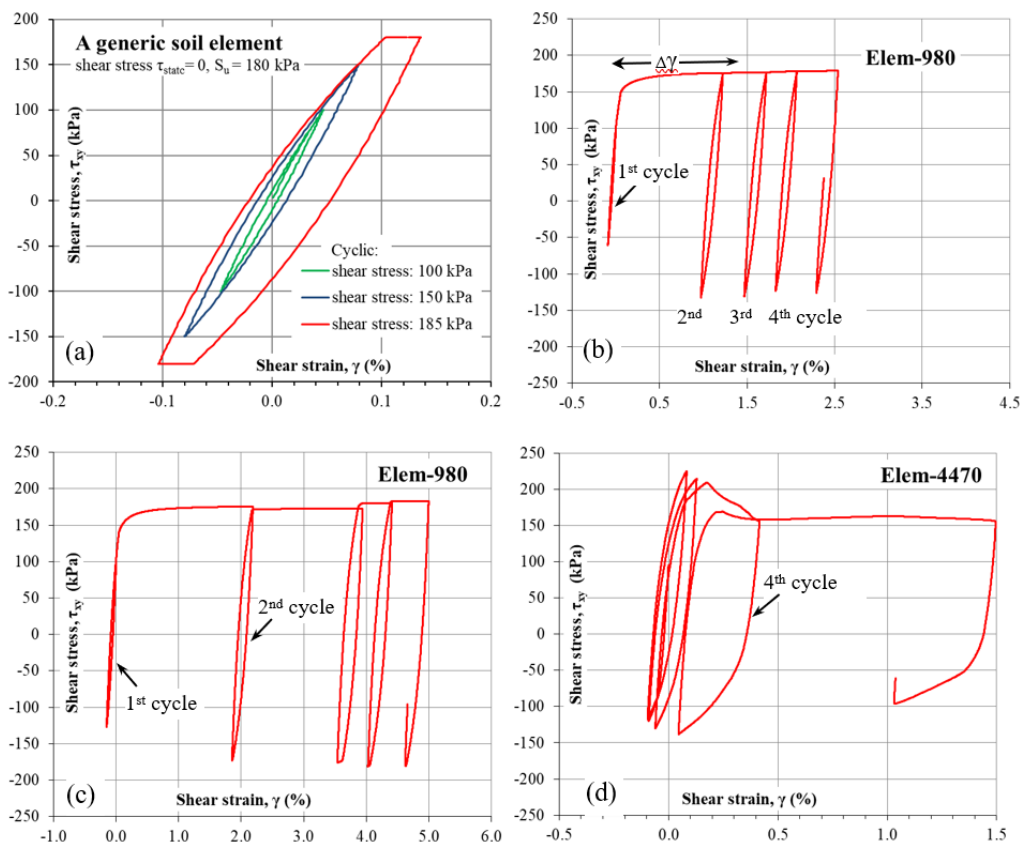 A generic soil element
shear stress τstatc= 0, Su = 180 kPa
200
150
100
50
0
-50
-100
-150
-200
Shear stress, τxy (kPa)
Cyclic:
shear stress: 100 kPa
shear stress: 150 kPa
shear stress: 185 kPa
(a)
Shear strain, γ (%)
-0.2
-0.1
0.0
0.1
0.2
250
200
150
100
50
0
-50
-100
-150
-200
-250
Shear stress, τxy (kPa)
Δγ
Elem-980
1st cycle
2nd
3rd
4th cycle
(b)
Shear strain, γ (%)
-0.5
0.5
1.5
2.5
3.5
4.5
250
200
150
100
50
0
-50
-100
-150
-200
-250
Shear stress, τxy (kPa)
Elem-980
2nd cycle
1st cycle
(c)
Shear strain, γ (%)
-1.0
0.0
1.0
2.0
3.0
4.0
5.0
6.0
250
200
150
100
50
0
-50
-100
-150
-200
-250
Shear stress, τxy (kPa)
Elem-4470
4th cycle
(d)
Shear strain, γ (%)
-0.5
0.0
0.5
1.0
1.5